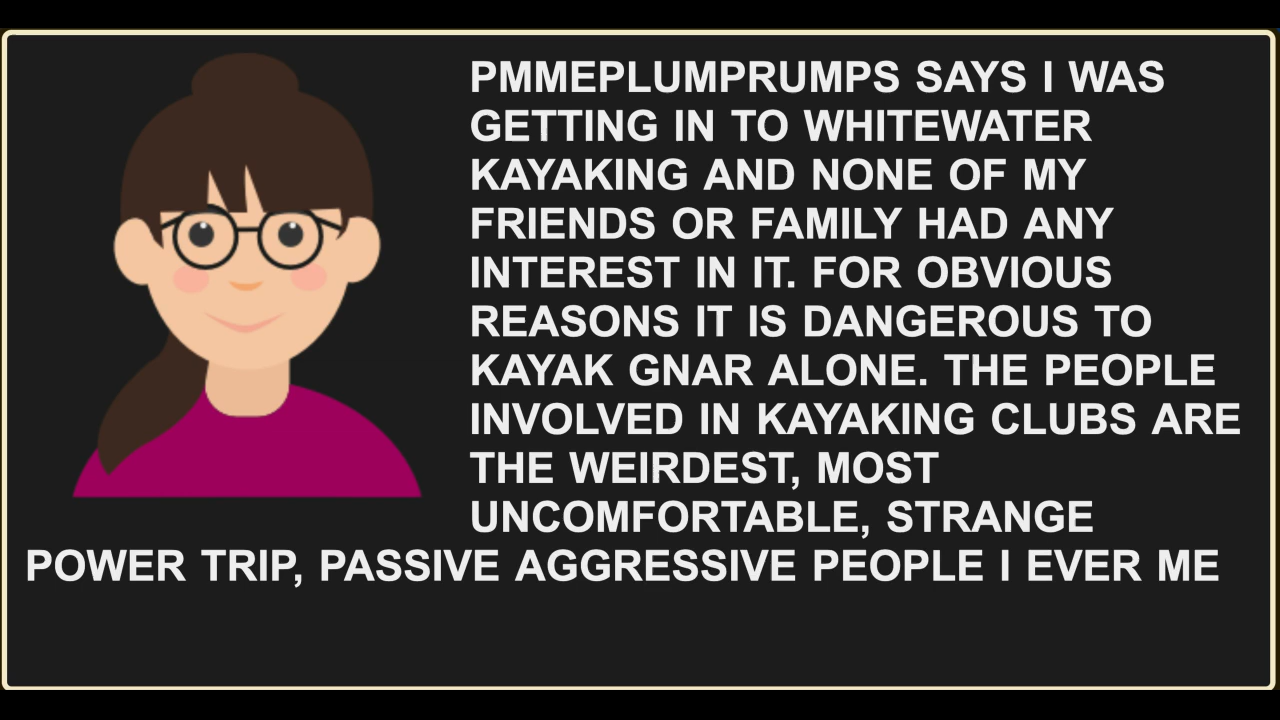 PMMEPLUMPRUMPS SAYS I WAS
GETTING IN TO WHITEWATER
KAYAKING AND NONE OF MY
FRIENDS OR FAMILY HAD ANY
INTEREST IN IT. FOR OBVIOUS
REASONS IT IS DANGEROUS TO
KAYAK GNAR ALONE. THE PEOPLE
INVOLVED IN KAYAKING CLUBS ARE
THE WEIRDEST, MOST
UNCOMFORTABLE, STRANGE
POWER TRIP, PASSIVE AGGRESSIVE PEOPLE I EVER ME